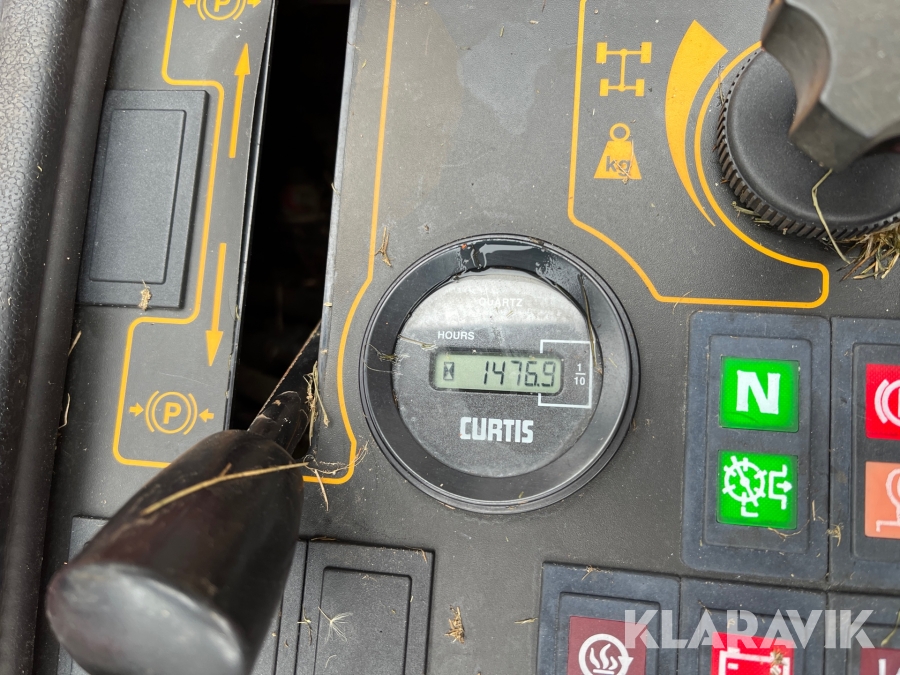 P
kg
QUARTZ
HOURS
1476.9
1
10
CURTIS
N
P
KLARAVIK